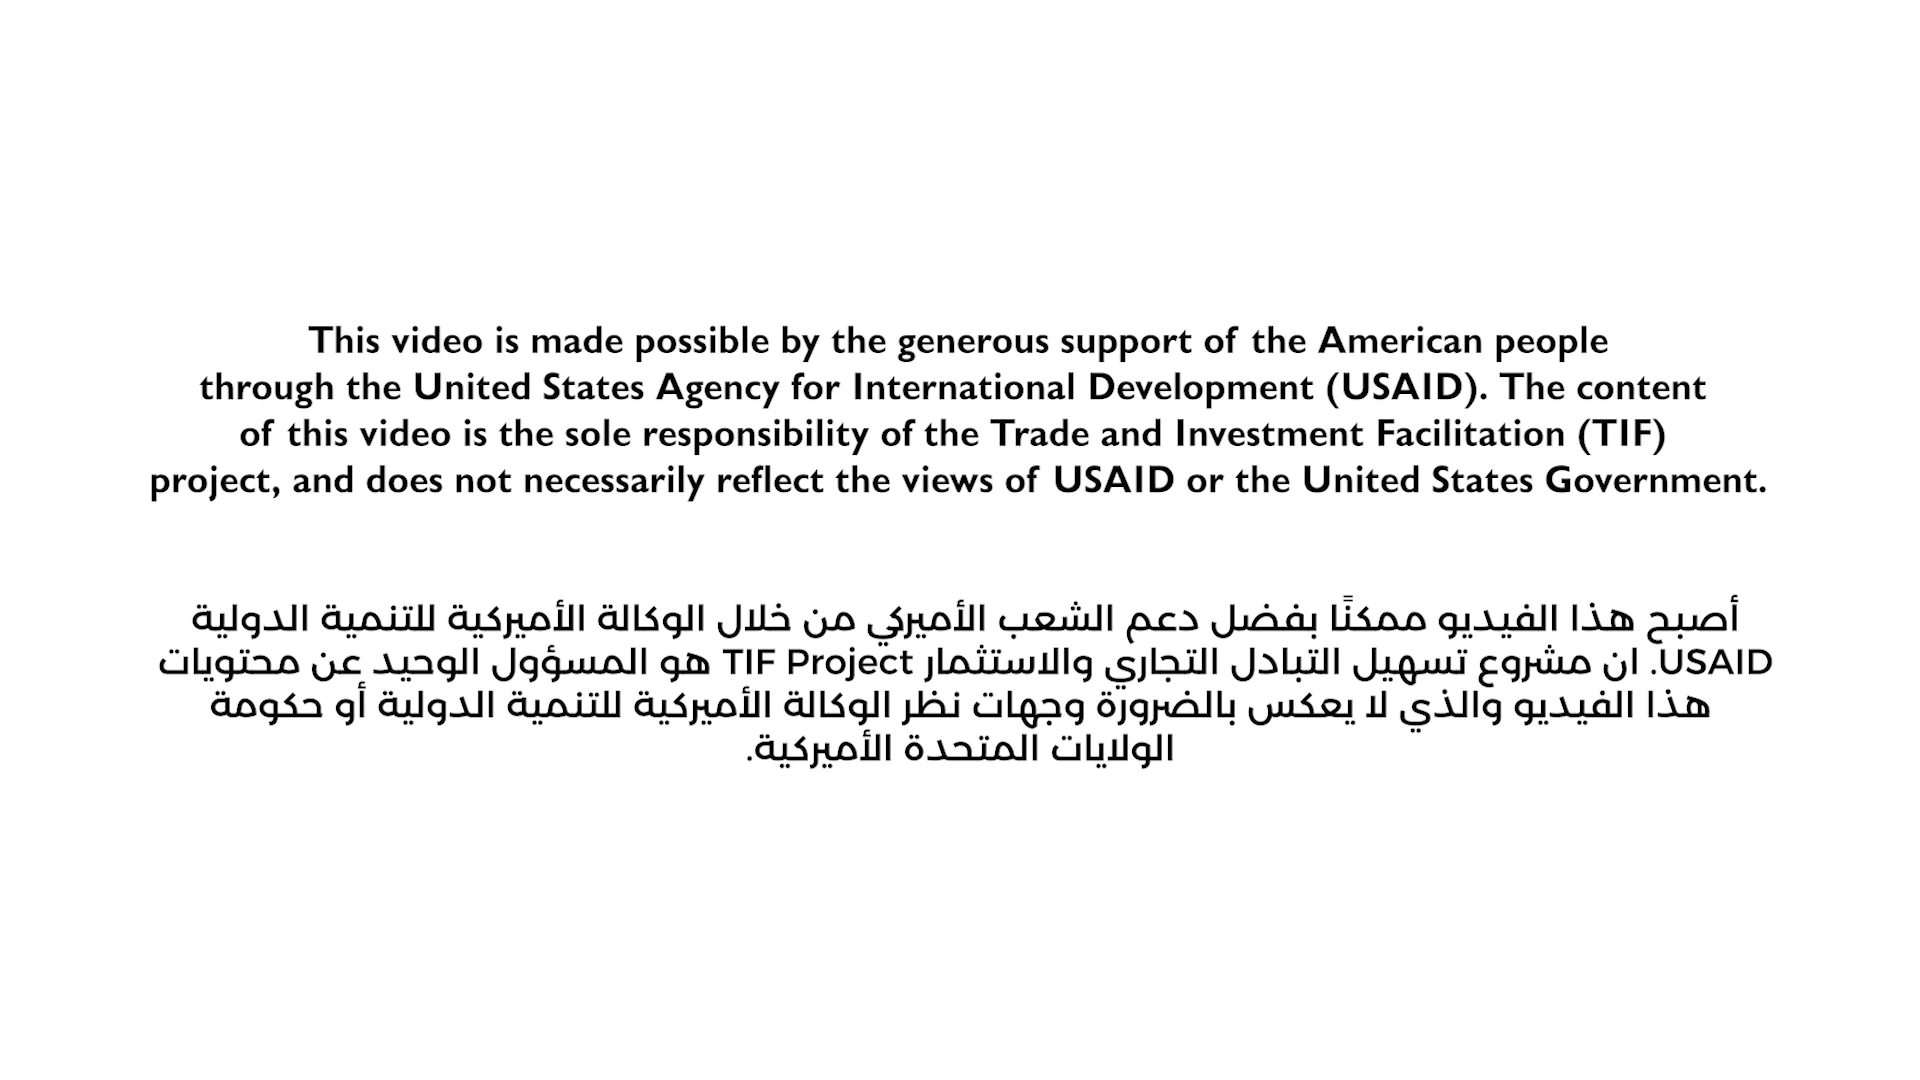 This video is made possible by the generous support of the American people
through the United States Agency for International Development (USAID). The content
of this video is the sole responsibility of the Trade and Investment Facilitation (TIF)
project, and does not necessarily reflect the views of USAID or the United States Government.
أصبح هذا الفيديو ممكنًا بفضل دعم الشعب الأميركي من خلال الوكالة الأميركية للتنمية الدولية
USAID. ان مشروع تسهيل التبادل التجاري والاستثمار TIF Project هو المسؤول الوحيد عن محتويات
هذا الفيديو والذي لا يعكس بالضرورة وجهات نظر الوكالة الأميركية للتنمية الدولية أو حكومة
الولايات المتحدة الأميركية.